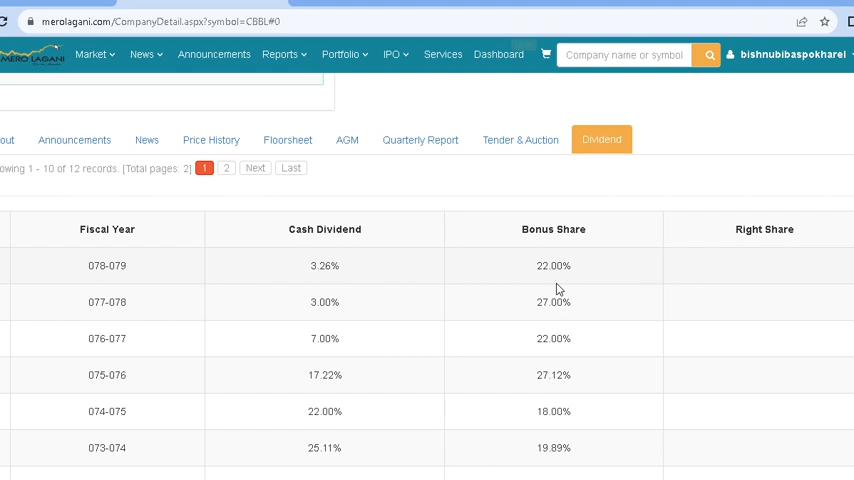 merolagani.com/CompanyDetail.aspx?symbol=CBBL#0
MERO LAGANI
Market News Announcements Reports Portfolio IPO Services Dashboard Company name or symbol bishnubibaspokharel
out Announcements News Price History Floorsheet AGM Quarterly Report Tender & Auction Dividend
owing 1 - 10 of 12 records. [Total pages: 2] 1 2 Next Last
Fiscal Year Cash Dividend Bonus Share Right Share
078-079 3.26% 22.00%
077-078 3.00% 27.00%
076-077 7.00% 22.00%
075-076 17.22% 27.12%
074-075 22.00% 18.00%
073-074 25.11% 19.89%